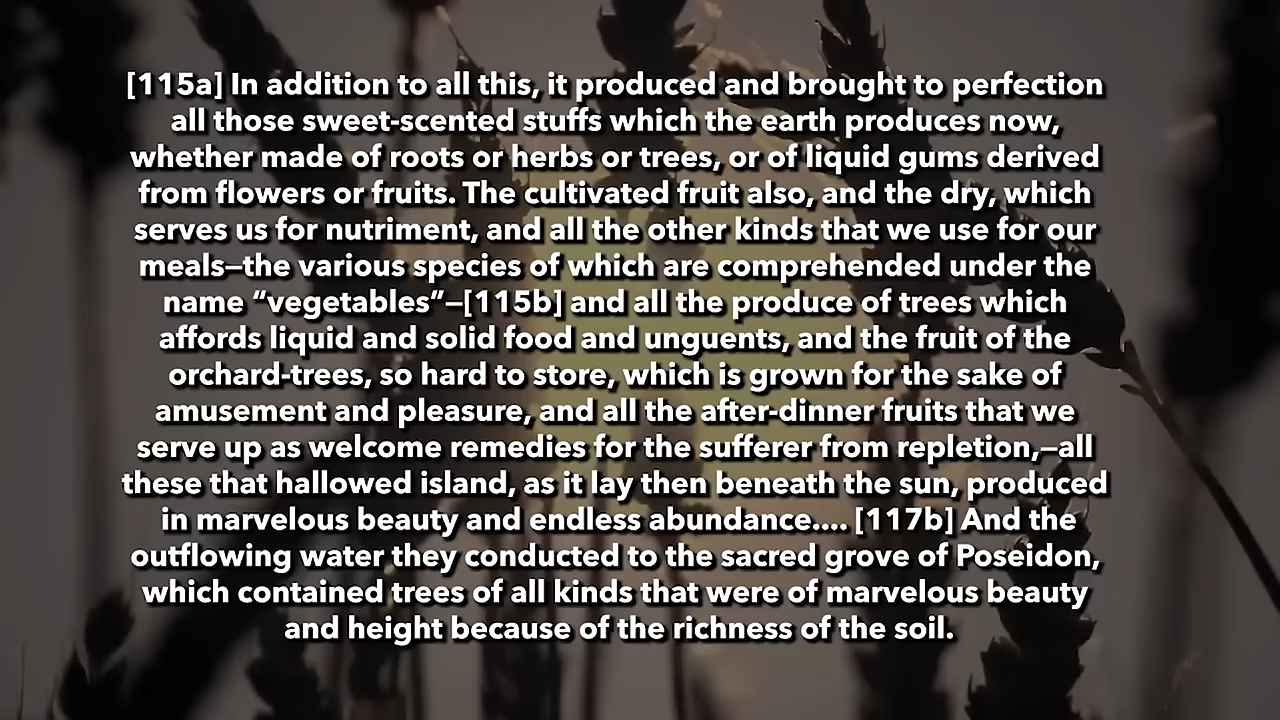 [115a] In addition to all this, it produced and brought to perfection
all those sweet-scented stuffs which the earth produces now,
whether made of roots or herbs or trees, or of liquid gums derived
from flowers or fruits. The cultivated fruit also, and the dry, which
serves us for nutriment, and all the other kinds that we use for our
meals—the various species of which are comprehended under the
name “vegetables”—[115b] and all the produce of trees which
affords liquid and solid food and unguents, and the fruit of the
orchard-trees, so hard to store, which is grown for the sake of
amusement and pleasure, and all the after-dinner fruits that we
serve up as welcome remedies for the sufferer from repletion,—all
these that hallowed island, as it lay then beneath the sun, produced
in marvelous beauty and endless abundance.... [117b] And the
outflowing water they conducted to the sacred grove of Poseidon,
which contained trees of all kinds that were of marvelous beauty
and height because of the richness of the soil.